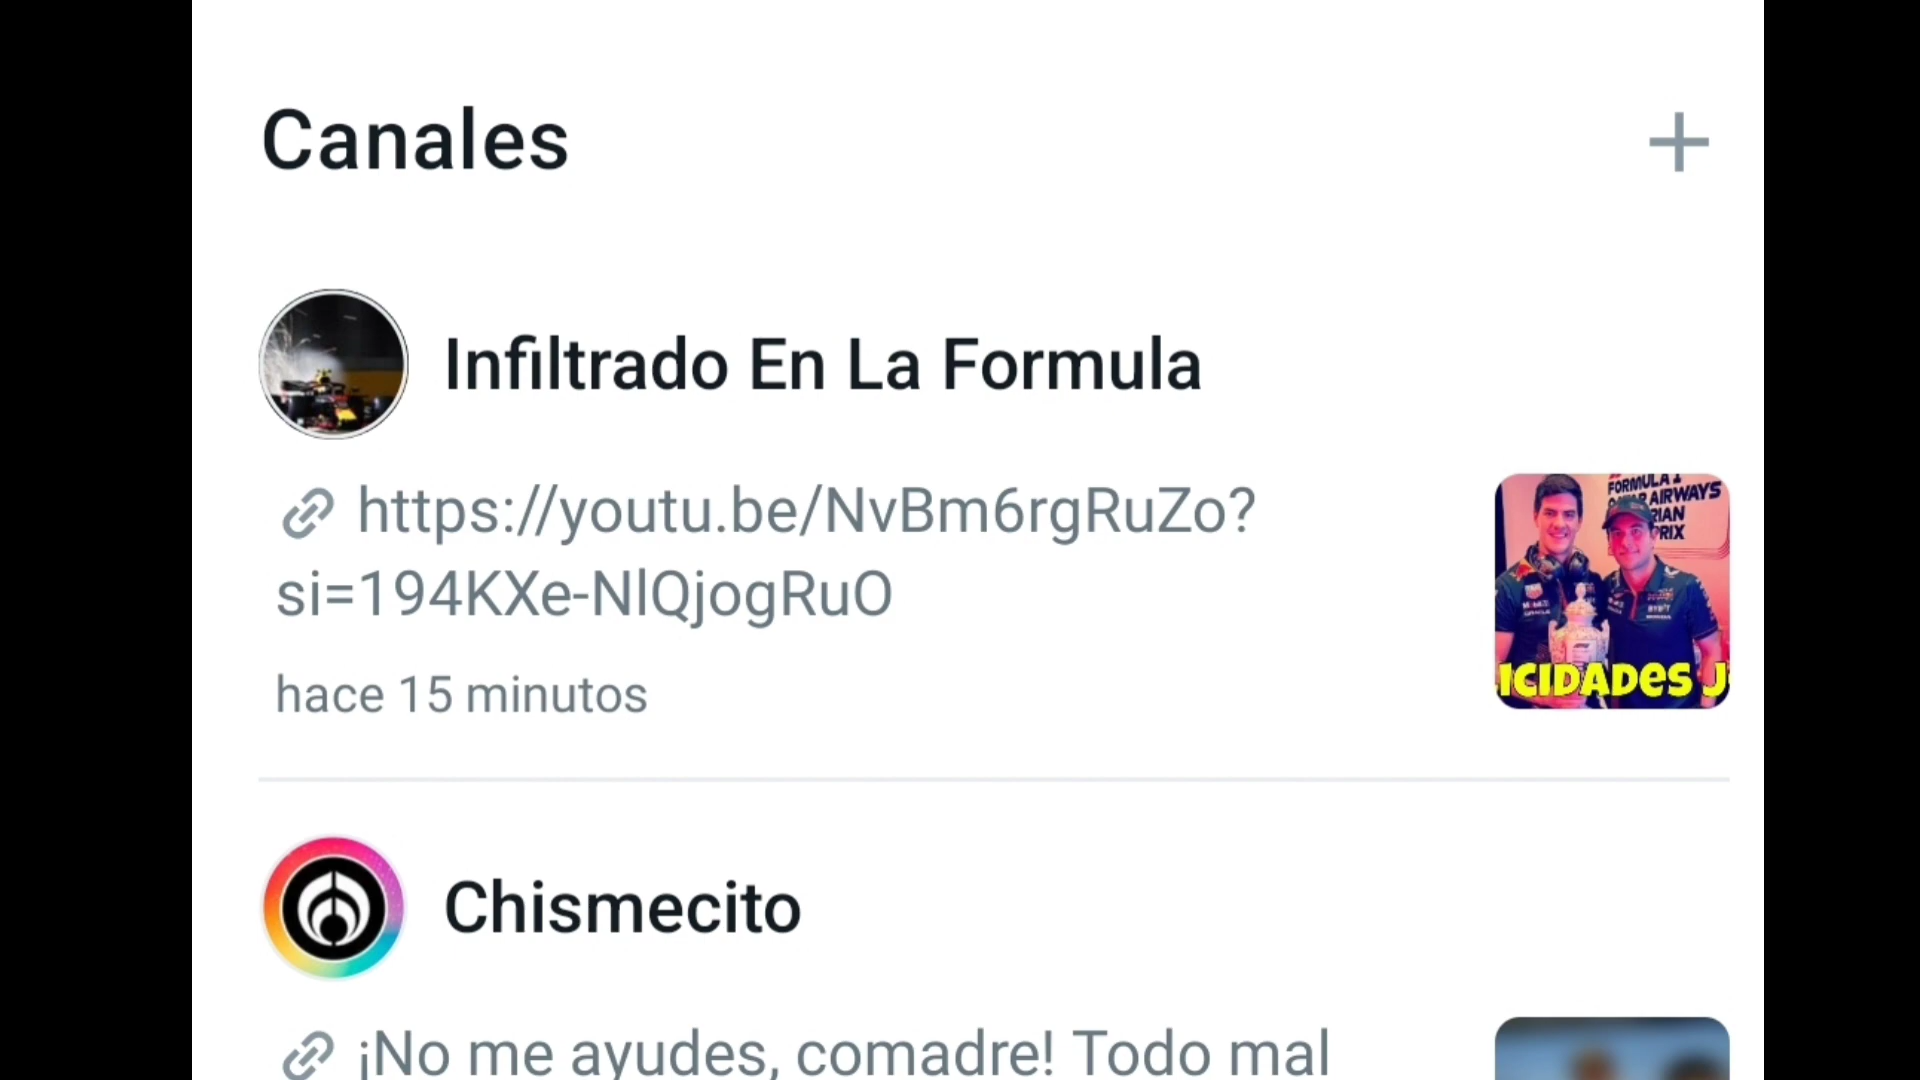 Canales
Infiltrado En La Formula
https://youtu.be/NvBm6rgRuZo?
si=194KXe-NlQjogRuO
hace 15 minutos
FORMULA 1
AIRWAYS
RIAN
PRIX
ICIDADES J
Chismecito
¡No me ayudes, comadre! Todo mal